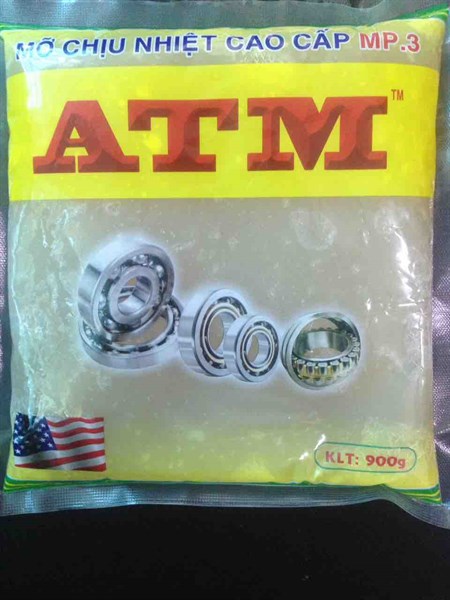 MỠ CHỊU NHIỆT CAO CẤP MP.3
ATM™
KLT: 900g